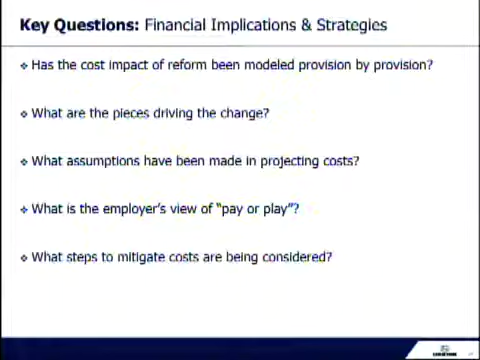 Key Questions: Financial Implications & Strategies
Has the cost impact of reform been modeled provision by provision?
What are the pieces driving the change?
What assumptions have been made in projecting costs?
What is the employer's view of “pay or play”?
What steps to mitigate costs are being considered?